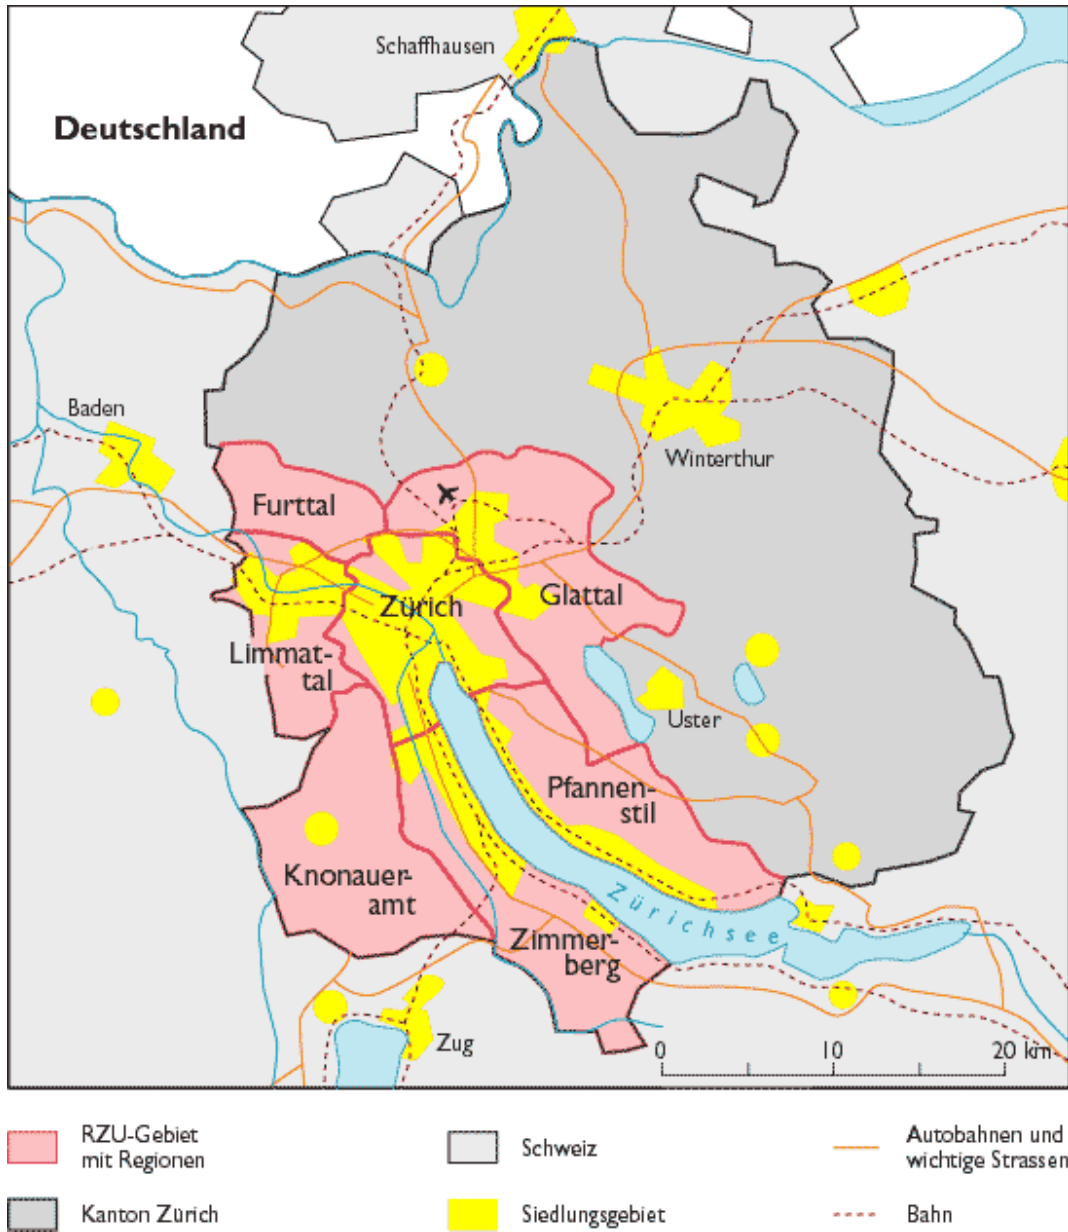 Schaffhausen
Deutschland
Baden
Winterthur
Furttal
Zürich
Glattal
Limmat-
tal
Uster
Pfannen-
stil
Knonauer-
amt
Zürichsee
Zimmer-
berg
Zug
0 10 20 km
RZU-Gebiet
mit Regionen
Schweiz
Autobahnen und
wichtige Strassen
Kanton Zürich
Siedlungsgebiet
Bahn